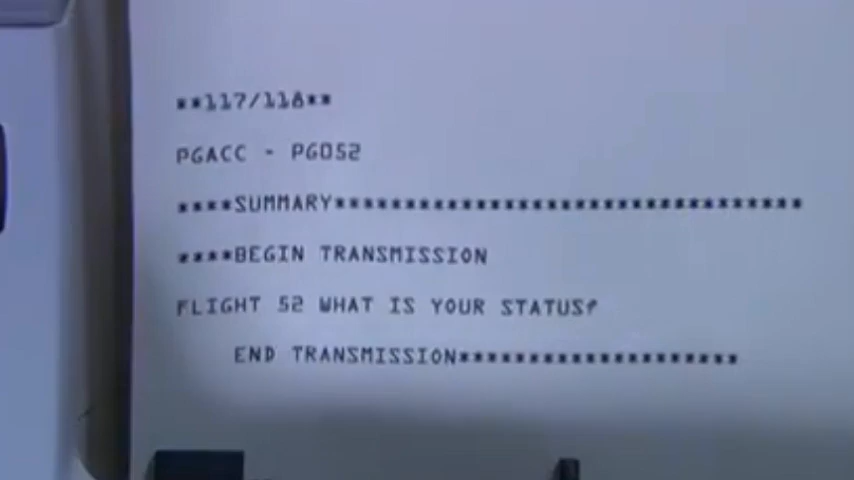 **117/118**
PGACC - PG052
****SUMMARY*********************************
****BEGIN TRANSMISSION
FLIGHT 52 WHAT IS YOUR STATUS?
END TRANSMISSION********************